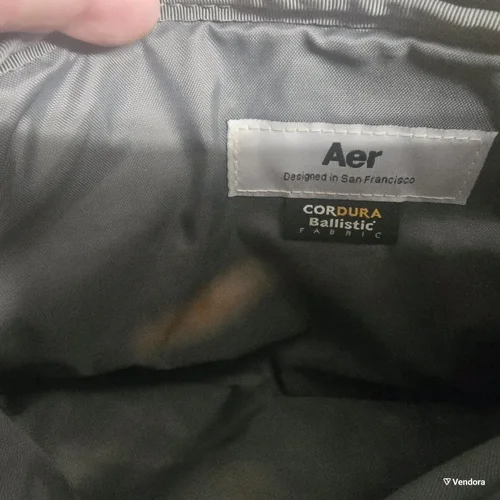 Aer
Designed in San Francisco
CORDURA
Ballistic
FABRIC
Vendora